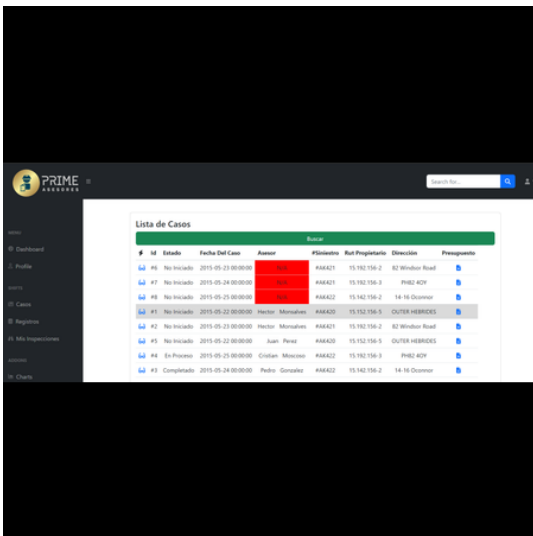 PRIME
ASESORES
Search for...
MENU
Dashboard
Profile
Casos
Registros
Mis Inspecciones
Charts
Lista de Casos
Buscar
Id Estado Fecha Del Caso Asesor #Siniestro Rut Propietario Dirección Presupuesto
#6 No Iniciado 2015-05-23 00:00:00 N/A #AK421 15.192.156-2 82 Windsor Road
#7 No Iniciado 2015-05-24 00:00:00 N/A #AK421 15.192.156-3 PH82 4OY
#8 No Iniciado 2015-05-25 00:00:00 N/A #AK422 15.142.156-2 14-16 Oconnor
#1 No Iniciado 2015-05-22 00:00:00 Hector Monsalves #AK420 15.152.156-5 OUTER HEBRIDES
#2 No Iniciado 2015-05-23 00:00:00 Hector Monsalves #AK421 15.192.156-2 82 Windsor Road
#5 No Iniciado 2015-05-22 00:00:00 Juan Perez #AK420 15.152.156-5 OUTER HEBRIDES
#4 En Proceso 2015-05-23 00:00:00 Cristian Moscoso #AK422 15.192.156-3 PH82 4OY
#3 Completado 2015-05-24 00:00:00 Pedro Gonzalez #AK422 15.142.156-2 14-16 Oconnor